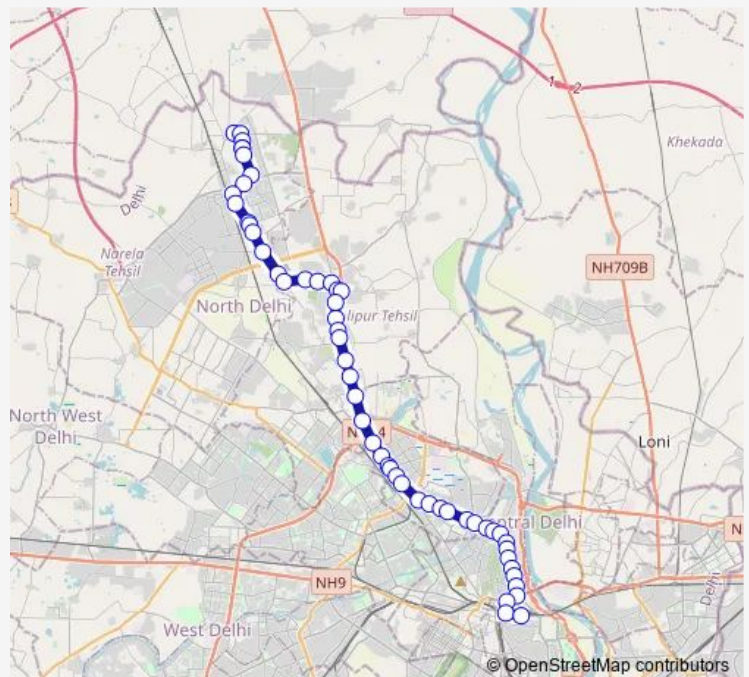 1
2
Khekada
Delhi
Narela
Tehsil
NH709B
North Delhi
lipur Tehsil
North West
Delhi
N
4
Loni
ntral Delhi
N
NH9
Delhi
West Delhi
© OpenStreetMap contributors